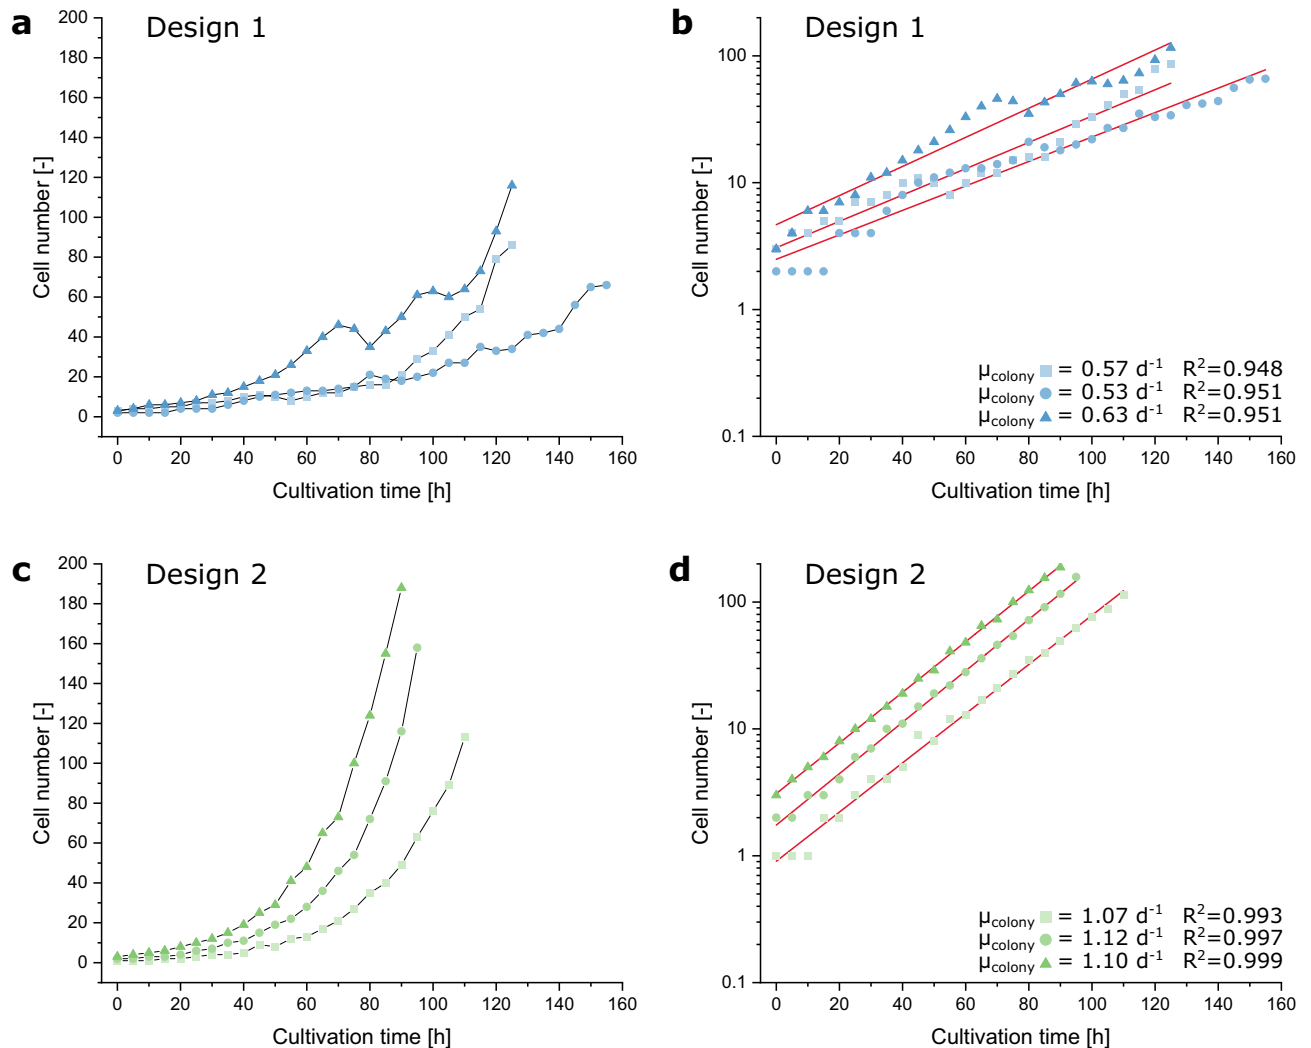 a
Design 1
200
180
160
140
120
100
80
60
40
20
0
Cell number [-]
0 20 40 60 80 100 120 140 160
Cultivation time [h]
b
Design 1
100
10
1
0.1
Cell number [-]
μcolony = 0.57 d-1 R2=0.948
μcolony = 0.53 d-1 R2=0.951
μcolony = 0.63 d-1 R2=0.951
0 20 40 60 80 100 120 140 160
Cultivation time [h]
c
Design 2
200
180
160
140
120
100
80
60
40
20
0
Cell number [-]
0 20 40 60 80 100 120 140 160
Cultivation time [h]
d
Design 2
100
10
1
0.1
Cell number [-]
μcolony = 1.07 d-1 R2=0.993
μcolony = 1.12 d-1 R2=0.997
μcolony = 1.10 d-1 R2=0.999
0 20 40 60 80 100 120 140 160
Cultivation time [h]